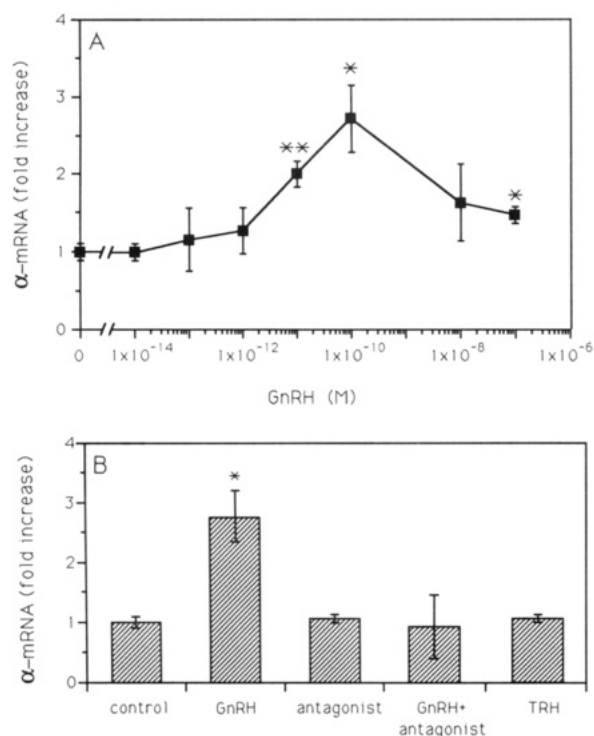 A
4
3
2
1
0
α-mRNA (fold increase)
* *
*
*
0 1x10⁻¹⁴ 1x10⁻¹² 1x10⁻¹⁰ 1x10⁻⁸ 1x10⁻⁶
GnRH (M)
B
4
3
2
1
0
α-mRNA (fold increase)
*
control GnRH antagonist GnRH+ TRH
antagonist